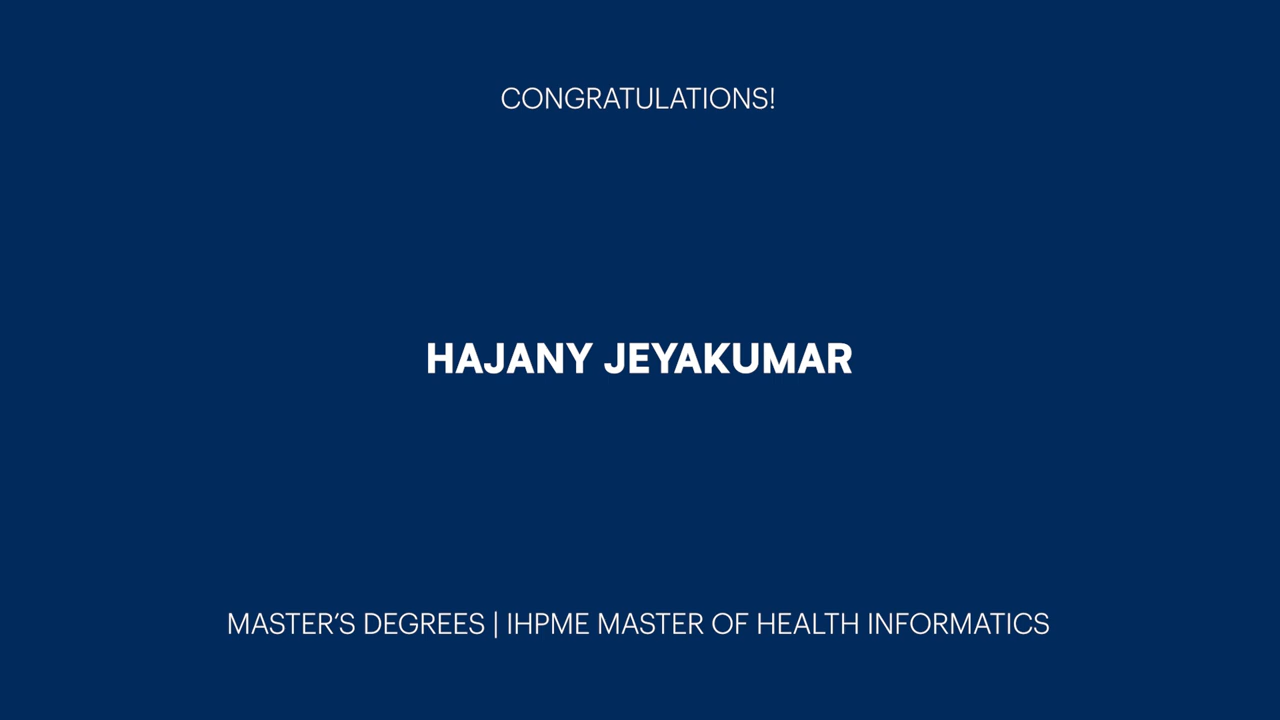 CONGRATULATIONS!
HAJANY JEYAKUMAR
MASTER’S DEGREES | IHPME MASTER OF HEALTH INFORMATICS